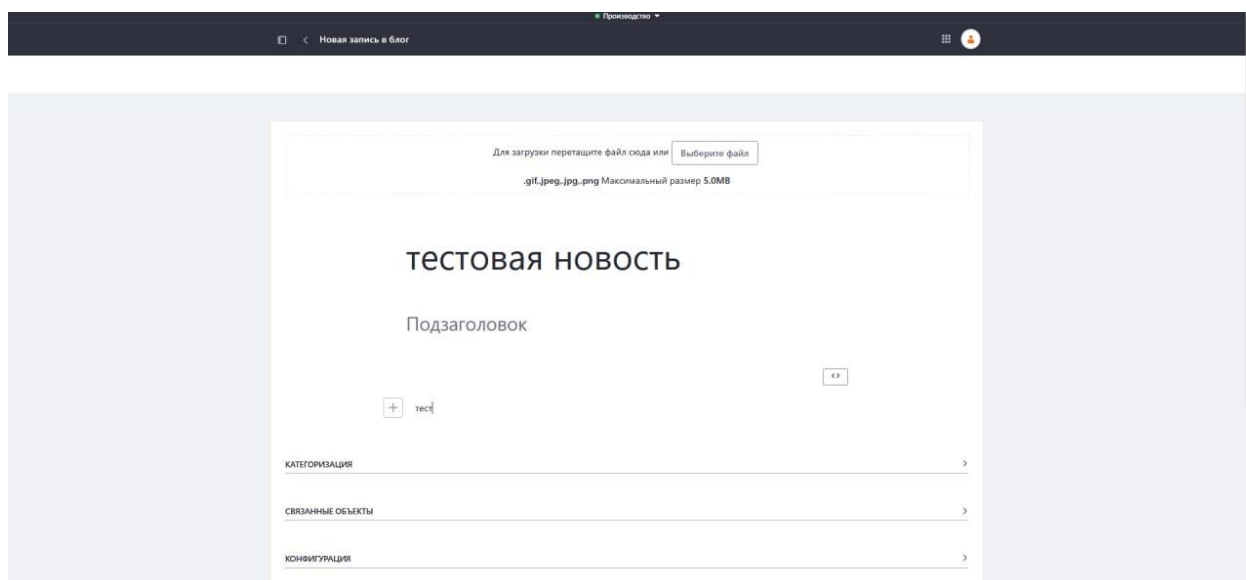 Производство
Новая запись в блог
Для загрузки перетащите файл сюда или Выберите файл
.gif,.jpeg,.jpg,.png Максимальный размер 5.0MB
тестовая новость
Подзаголовок
<>
тест
КАТЕГОРИЗАЦИЯ
СВЯЗАННЫЕ ОБЪЕКТЫ
КОНФИГУРАЦИЯ